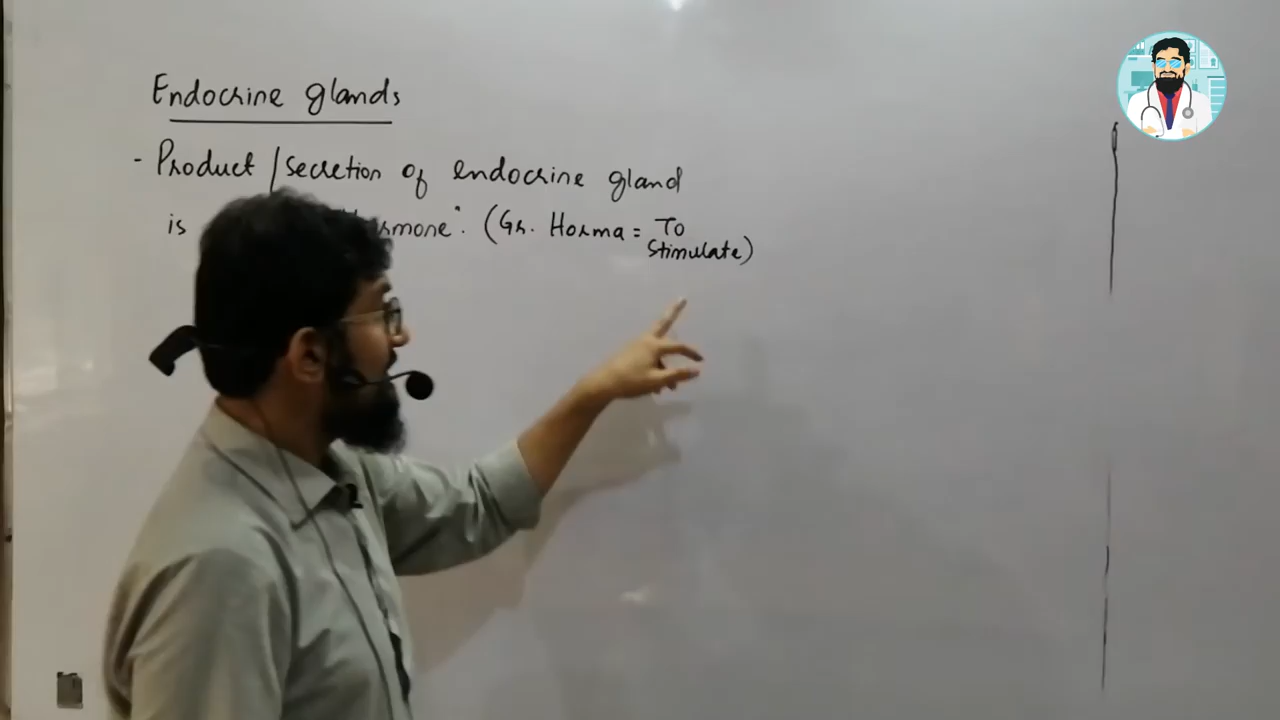 Endocrine glands
- Product / secretion of endocrine gland
is (Gr. Horma = To
Stimulate)